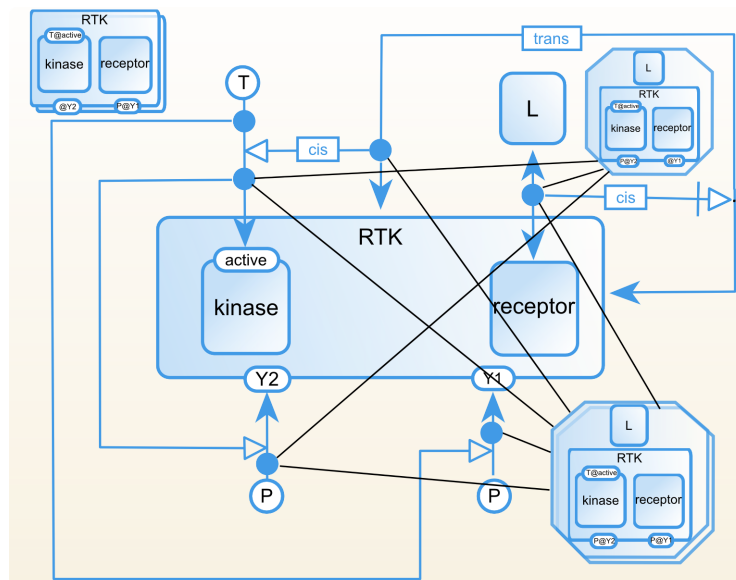 RTK
T@active
kinase receptor
@Y2 P@Y1
trans
T
L
L
RTK
T@active
kinase receptor
P@Y2 @Y1
cis
cis
RTK
active
kinase
receptor
Y2
Y1
P
P
L
RTK
T@active
kinase receptor
P@Y2 P@Y1